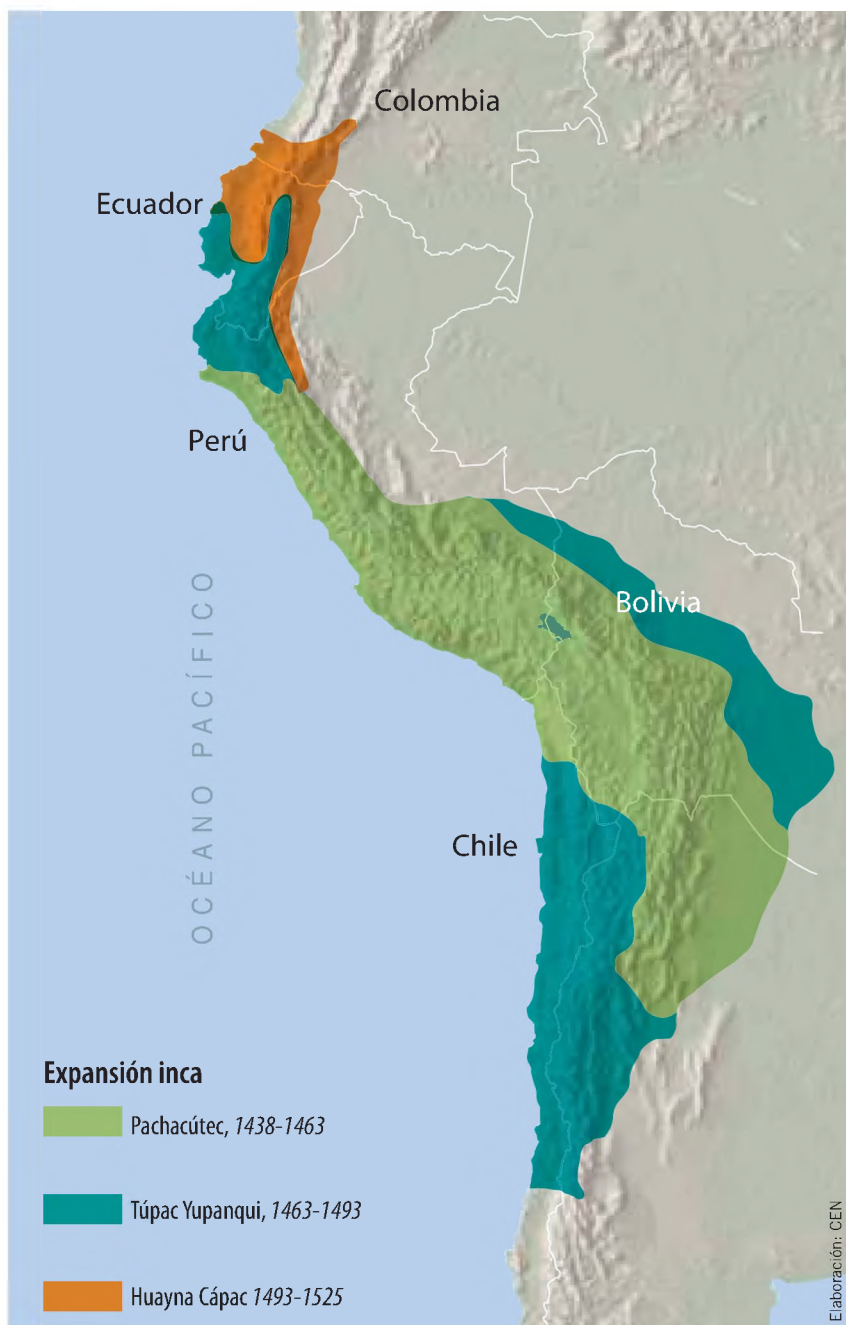 Colombia
Ecuador
Perú
Bolivia
OCÉANO PACÍFICO
Chile
Expansión inca
Pachacútec, 1438-1463
Túpac Yupanqui, 1463-1493
Huayna Cápac 1493-1525
Elaboración: CEN